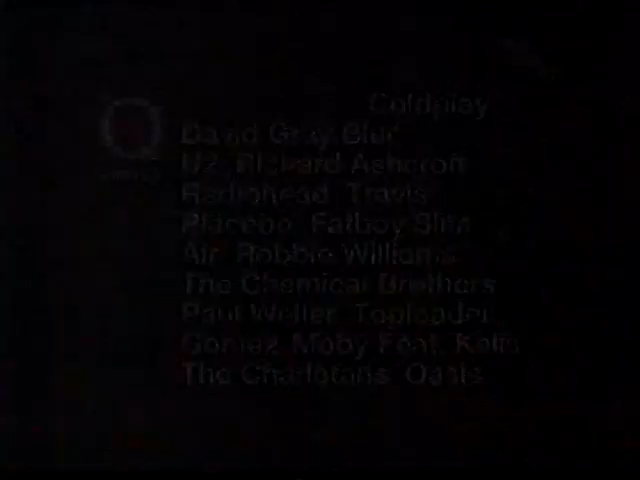 Coldplay
David Gray Blur
U2 Richard Ashcroft
Radiohead Travis
Placebo Fatboy Slim
Air Robbie Williams
The Chemical Brothers
Paul Weller Toploader
Gomez Moby Feat. Kelis
The Charlatans Oasis